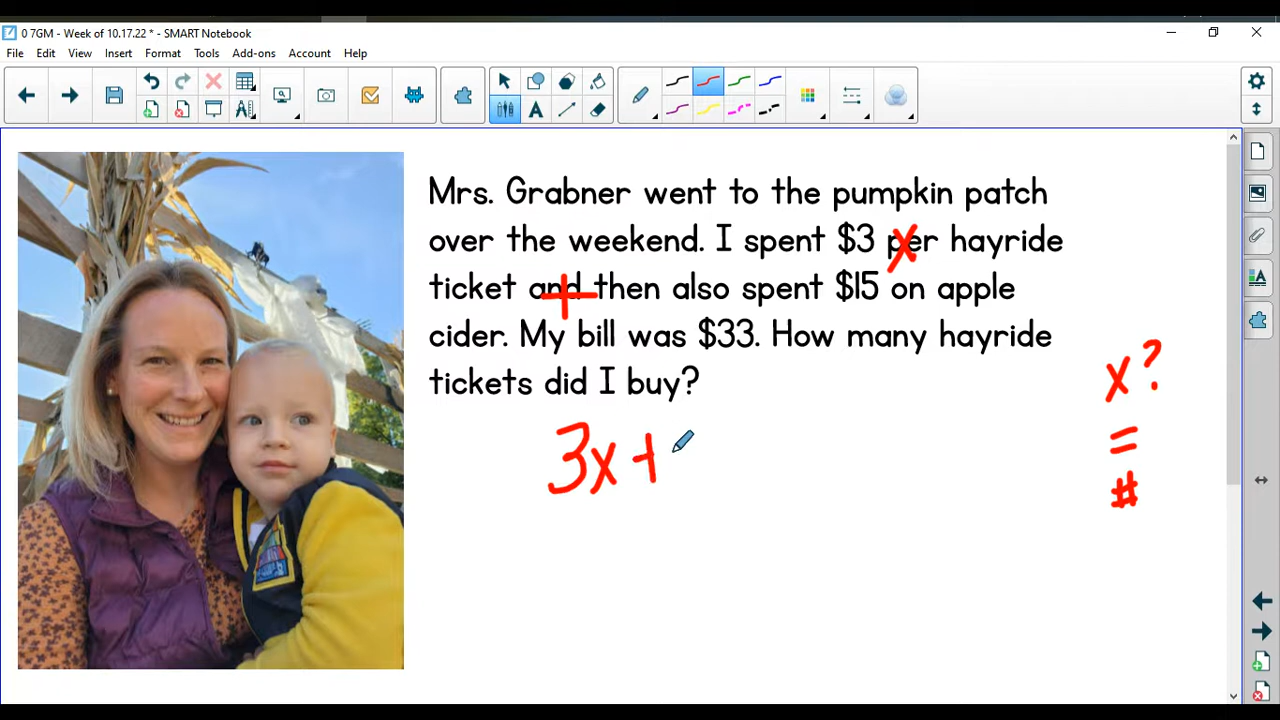 0 7GM - Week of 10.17.22 * - SMART Notebook
File Edit View Insert Format Tools Add-ons Account Help
Mrs. Grabner went to the pumpkin patch
over the weekend. I spent $3 per hayride
ticket and then also spent $15 on apple
cider. My bill was $33. How many hayride
tickets did I buy?
x
+
3x +
x?
=
#